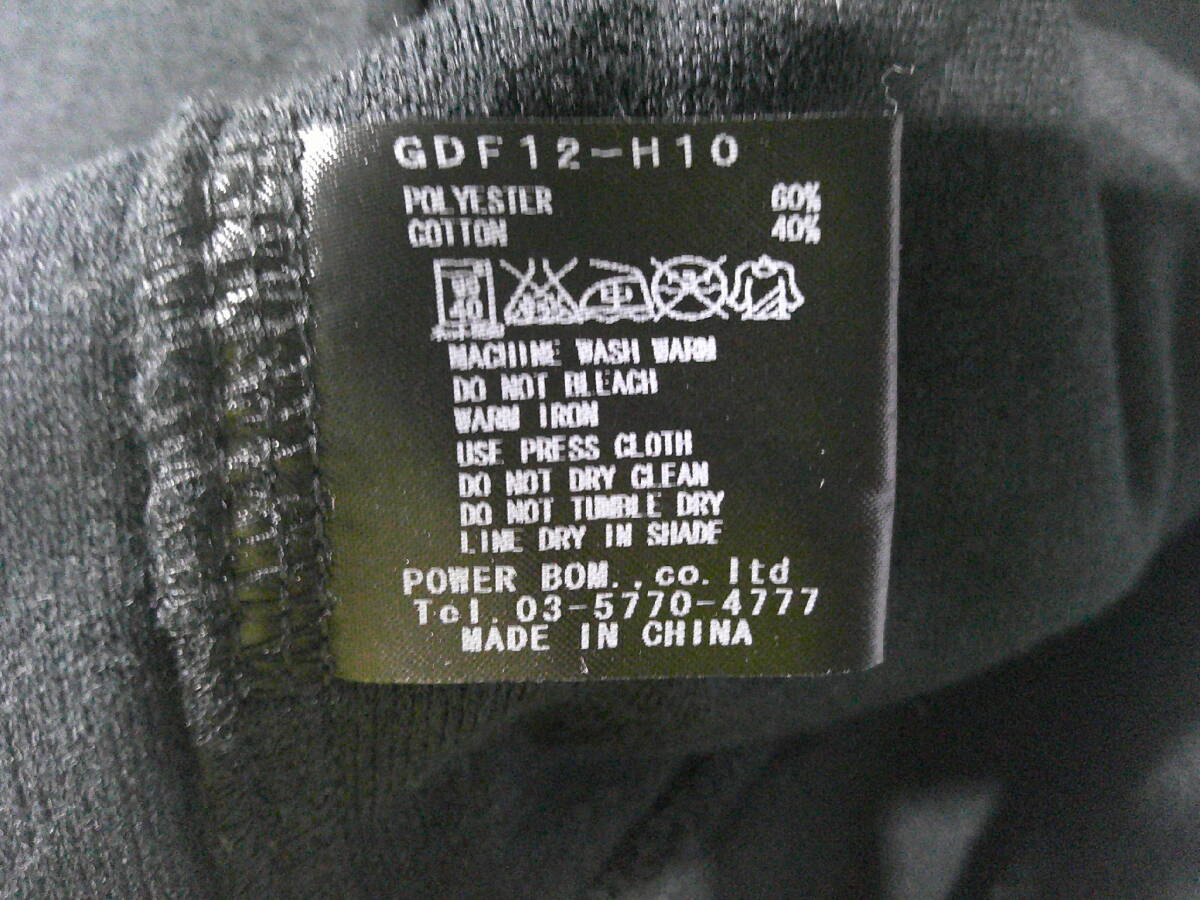 GDF12-H10
POLYESTER 60%
COTTON 40%
40
MACHINE WASH WARM
DO NOT BLEACH
WARM IRON
USE PRESS CLOTH
DO NOT DRY CLEAN
DO NOT TUMBLE DRY
LINE DRY IN SHADE
POWER BOM.,co.ltd
Tel.03-5770-4777
MADE IN CHINA